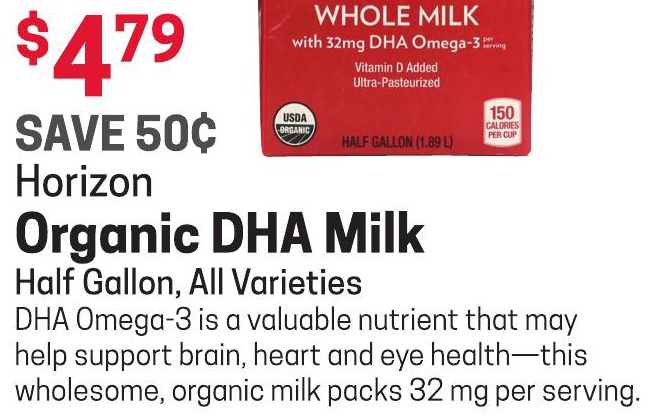 $4.79
SAVE 50¢
Horizon
Organic DHA Milk
Half Gallon, All Varieties
DHA Omega-3 is a valuable nutrient that may
help support brain, heart and eye health—this
wholesome, organic milk packs 32 mg per serving.
WHOLE MILK
with 32mg DHA Omega-3 per serving
Vitamin D Added
Ultra-Pasteurized
USDA
ORGANIC
150
CALORIES
PER CUP
HALF GALLON (1.89 L)